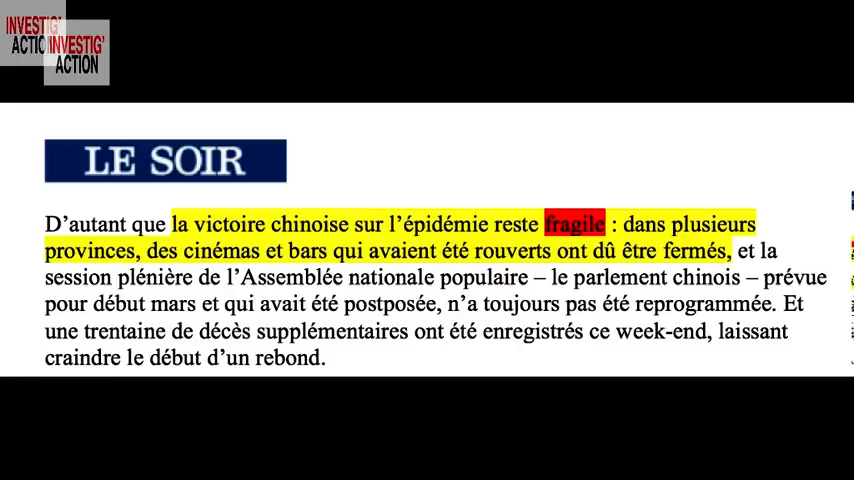 INVESTIG'
ACTION
INVESTIG'
ACTION
LE SOIR
D'autant que la victoire chinoise sur l'épidémie reste fragile : dans plusieurs
provinces, des cinémas et bars qui avaient été rouverts ont dû être fermés, et la
session plénière de l'Assemblée nationale populaire – le parlement chinois – prévue
pour début mars et qui avait été postposée, n'a toujours pas été reprogrammée. Et
une trentaine de décès supplémentaires ont été enregistrés ce week-end, laissant
craindre le début d'un rebond.